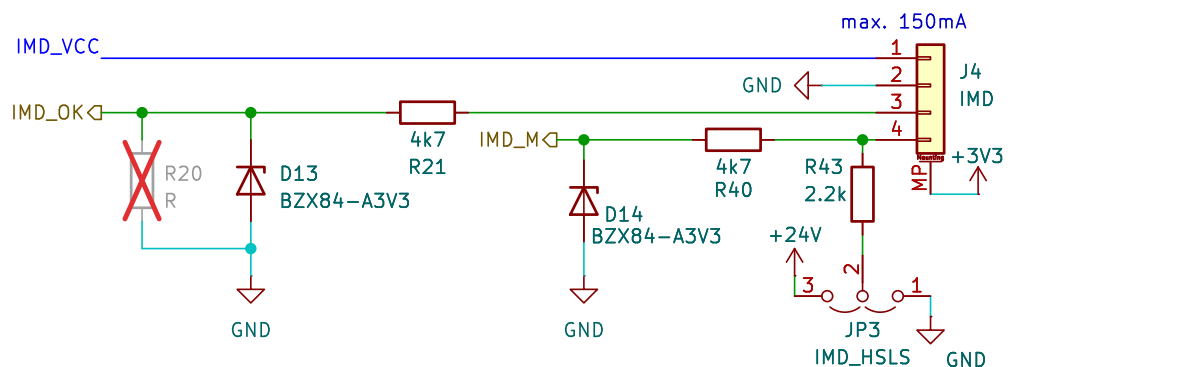 max. 150mA
IMD_VCC
1
J4
GND
2
IMD
IMD_OK
3
4k7
R21
IMD_M
4
Mounting
+3V3
R20
R
D13
BZX84-A3V3
4k7
R40
R43
2.2k
MP
D14
BZX84-A3V3
+24V
2
3
1
GND
GND
JP3
IMD_HSLS
GND